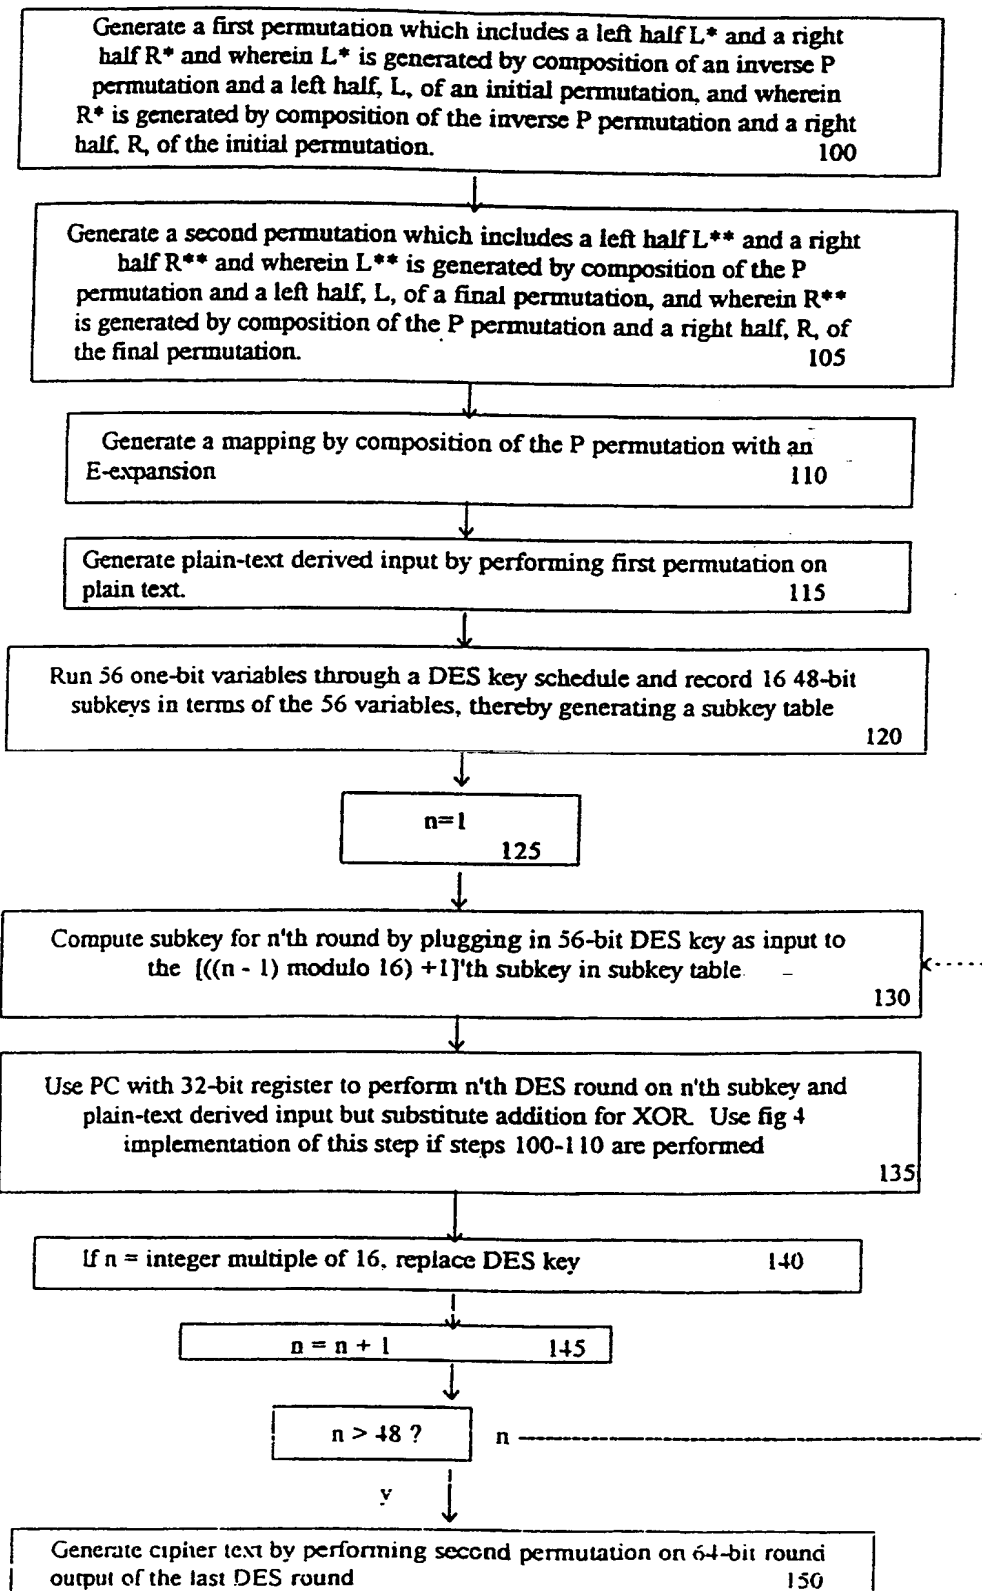 Generate a first permutation which includes a left half L* and a right
half R* and wherein L* is generated by composition of an inverse P
permutation and a left half, L, of an initial permutation, and wherein
R* is generated by composition of the inverse P permutation and a right
half, R, of the initial permutation.
100
Generate a second permutation which includes a left half L** and a right
half R** and wherein L** is generated by composition of the P
permutation and a left half, L, of a final permutation, and wherein R**
is generated by composition of the P permutation and a right half, R, of
the final permutation.
105
Generate a mapping by composition of the P permutation with an
E-expansion
110
Generate plain-text derived input by performing first permutation on
plain text.
115
Run 56 one-bit variables through a DES key schedule and record 16 48-bit
subkeys in terms of the 56 variables, thereby generating a subkey table
120
n=1
125
Compute subkey for n'th round by plugging in 56-bit DES key as input to
the [((n - 1) modulo 16) +1]'th subkey in subkey table
130
Use PC with 32-bit register to perform n'th DES round on n'th subkey and
plain-text derived input but substitute addition for XOR. Use fig 4
implementation of this step if steps 100-110 are performed
135
If n = integer multiple of 16, replace DES key 140
n = n + 1 145
n > 48 ? n
y
Generate cipher text by performing second permutation on 64-bit round
output of the last DES round
150